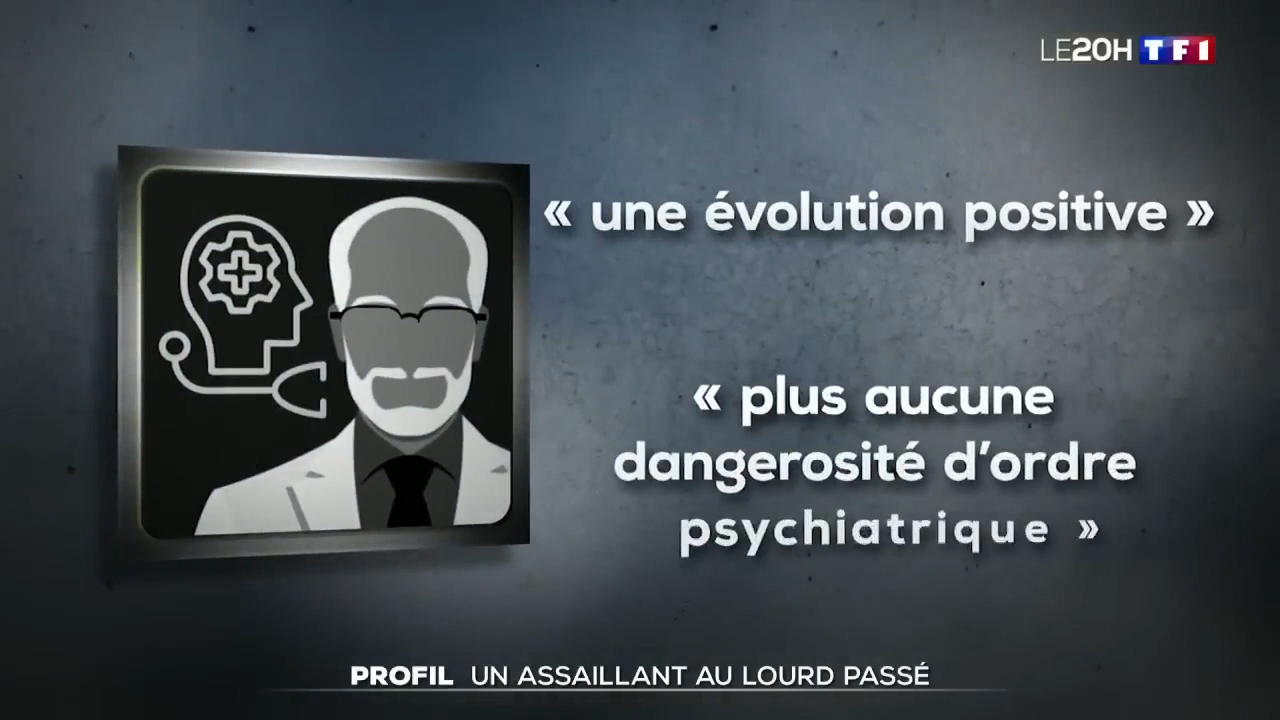 LE20H TF1
« une évolution positive »
« plus aucune
dangerosité d'ordre
psychiatrique »
PROFIL UN ASSAILLANT AU LOURD PASSÉ